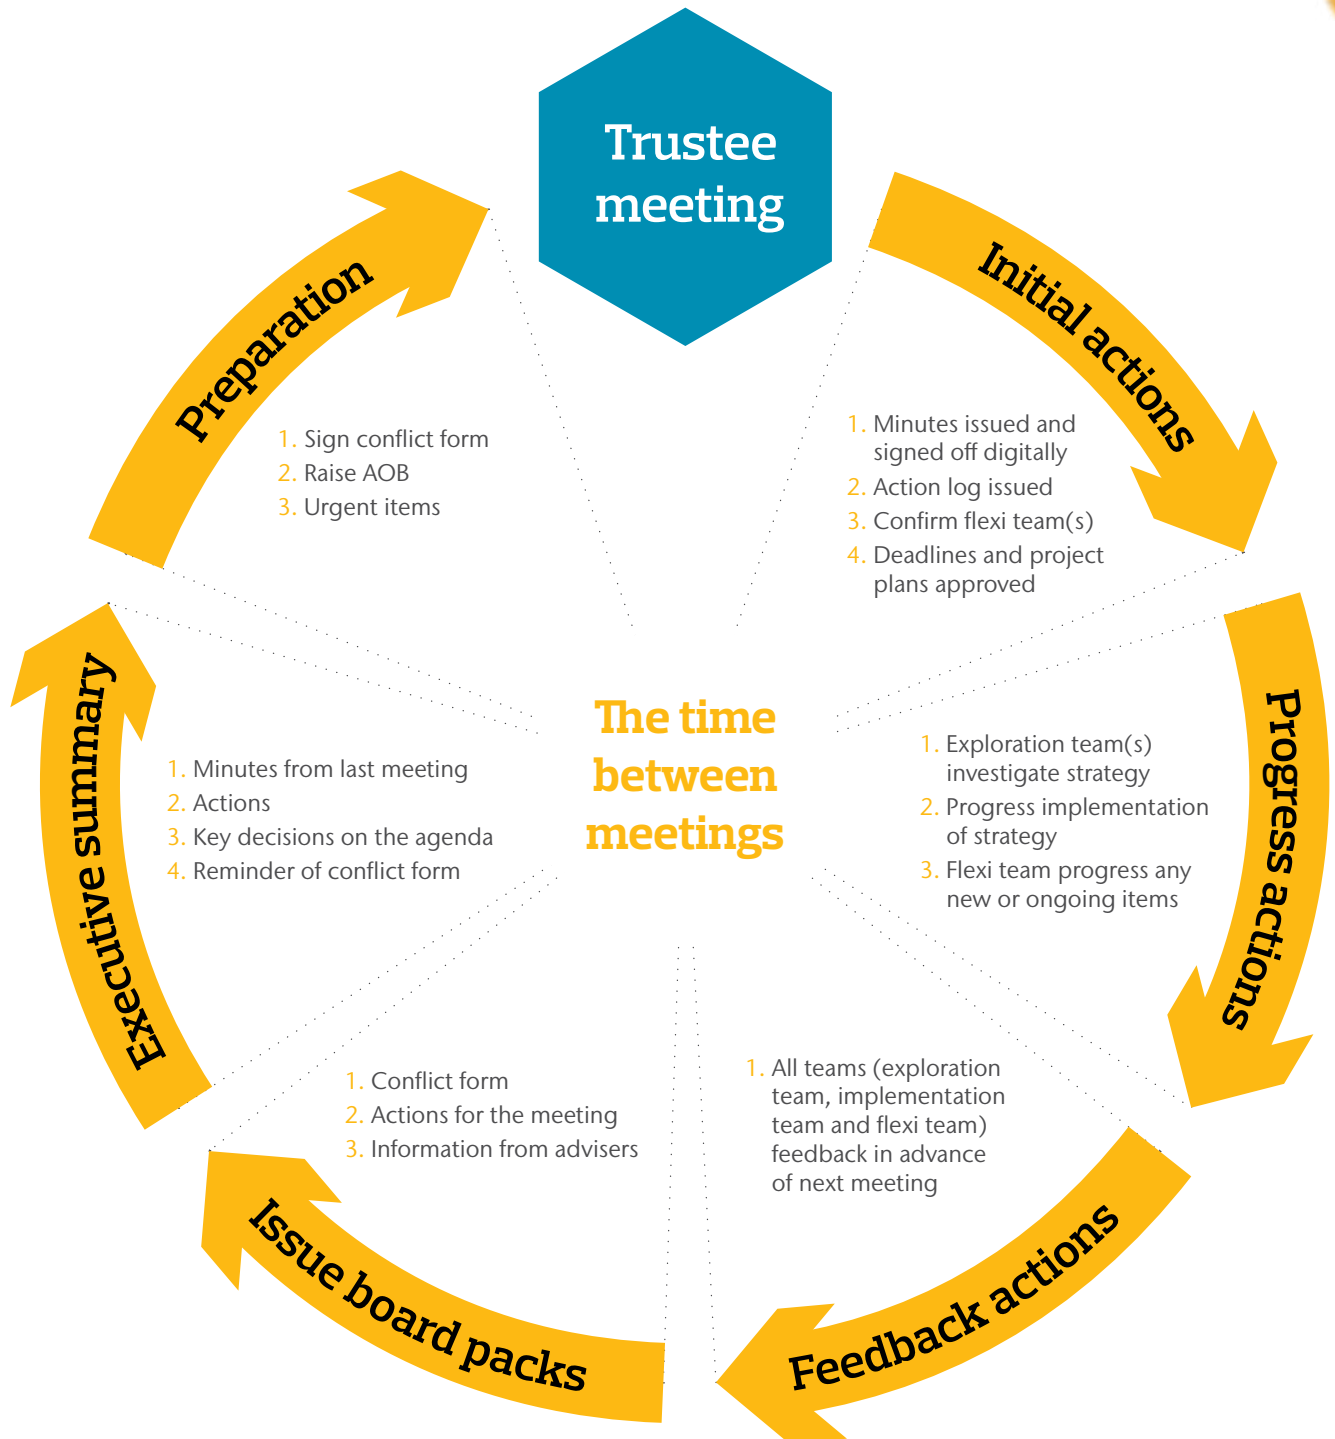 Trustee
meeting
Initial actions
1. Minutes issued and
signed off digitally
2. Action log issued
3. Confirm flexi team(s)
4. Deadlines and project
plans approved
Progress actions
1. Exploration team(s)
investigate strategy
2. Progress implementation
of strategy
3. Flexi team progress any
new or ongoing items
Feedback actions
1. All teams (exploration
team, implementation
team and flexi team)
feedback in advance
of next meeting
Issue board packs
1. Conflict form
2. Actions for the meeting
3. Information from advisers
Executive summary
1. Minutes from last meeting
2. Actions
3. Key decisions on the agenda
4. Reminder of conflict form
Preparation
1. Sign conflict form
2. Raise AOB
3. Urgent items
The time
between
meetings